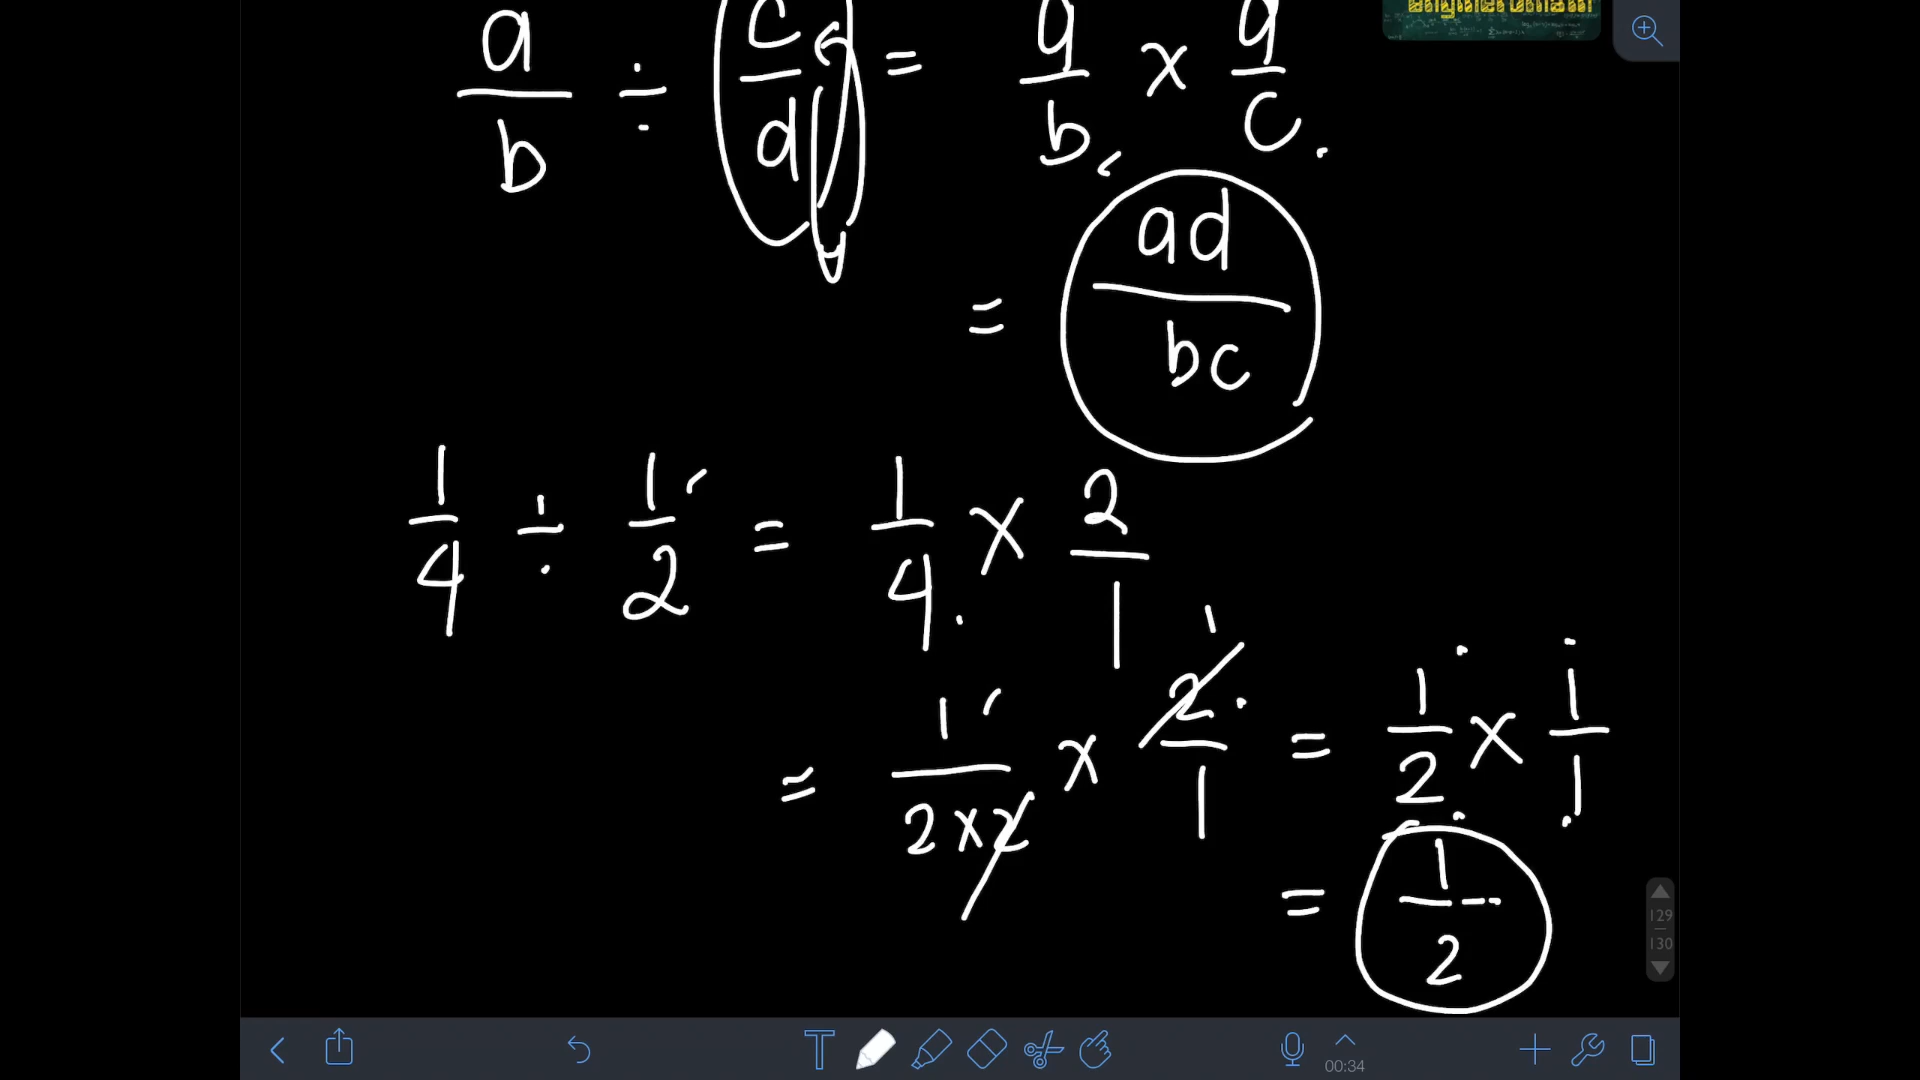 a/b ÷ c/d = a/b × d/c
= ad/bc
1/4 ÷ 1/2 = 1/4 × 2/1
= 1/(2×2) × 2/1 = 1/2 × 1/1
1
= 1/2
129
130
T
00:34